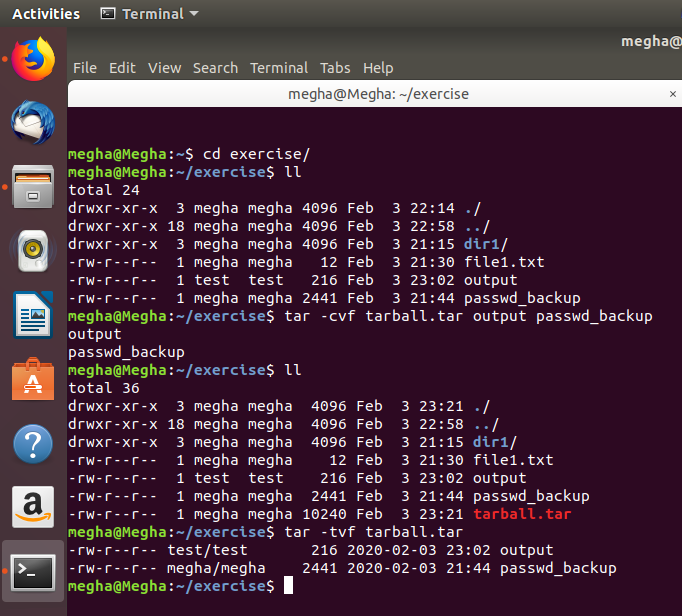 Activities Terminal
megha@
File Edit View Search Terminal Tabs Help
megha@Megha: ~/exercise ×
megha@Megha:~$ cd exercise/
megha@Megha:~/exercise$ ll
total 24
drwxr-xr-x  3 megha megha 4096 Feb  3 22:14 ./
drwxr-xr-x 18 megha megha 4096 Feb  3 22:58 ../
drwxr-xr-x  3 megha megha 4096 Feb  3 21:15 dir1/
-rw-r--r--  1 megha megha   12 Feb  3 21:30 file1.txt
-rw-r--r--  1 test  test   216 Feb  3 23:02 output
-rw-r--r--  1 megha megha 2441 Feb  3 21:44 passwd_backup
megha@Megha:~/exercise$ tar -cvf tarball.tar output passwd_backup
output
passwd_backup
megha@Megha:~/exercise$ ll
total 36
drwxr-xr-x  3 megha megha  4096 Feb  3 23:21 ./
drwxr-xr-x 18 megha megha  4096 Feb  3 22:58 ../
drwxr-xr-x  3 megha megha  4096 Feb  3 21:15 dir1/
-rw-r--r--  1 megha megha    12 Feb  3 21:30 file1.txt
-rw-r--r--  1 test  test    216 Feb  3 23:02 output
-rw-r--r--  1 megha megha  2441 Feb  3 21:44 passwd_backup
-rw-r--r--  1 megha megha 10240 Feb  3 23:21 tarball.tar
megha@Megha:~/exercise$ tar -tvf tarball.tar
-rw-r--r-- test/test       216 2020-02-03 23:02 output
-rw-r--r-- megha/megha    2441 2020-02-03 21:44 passwd_backup
megha@Megha:~/exercise$